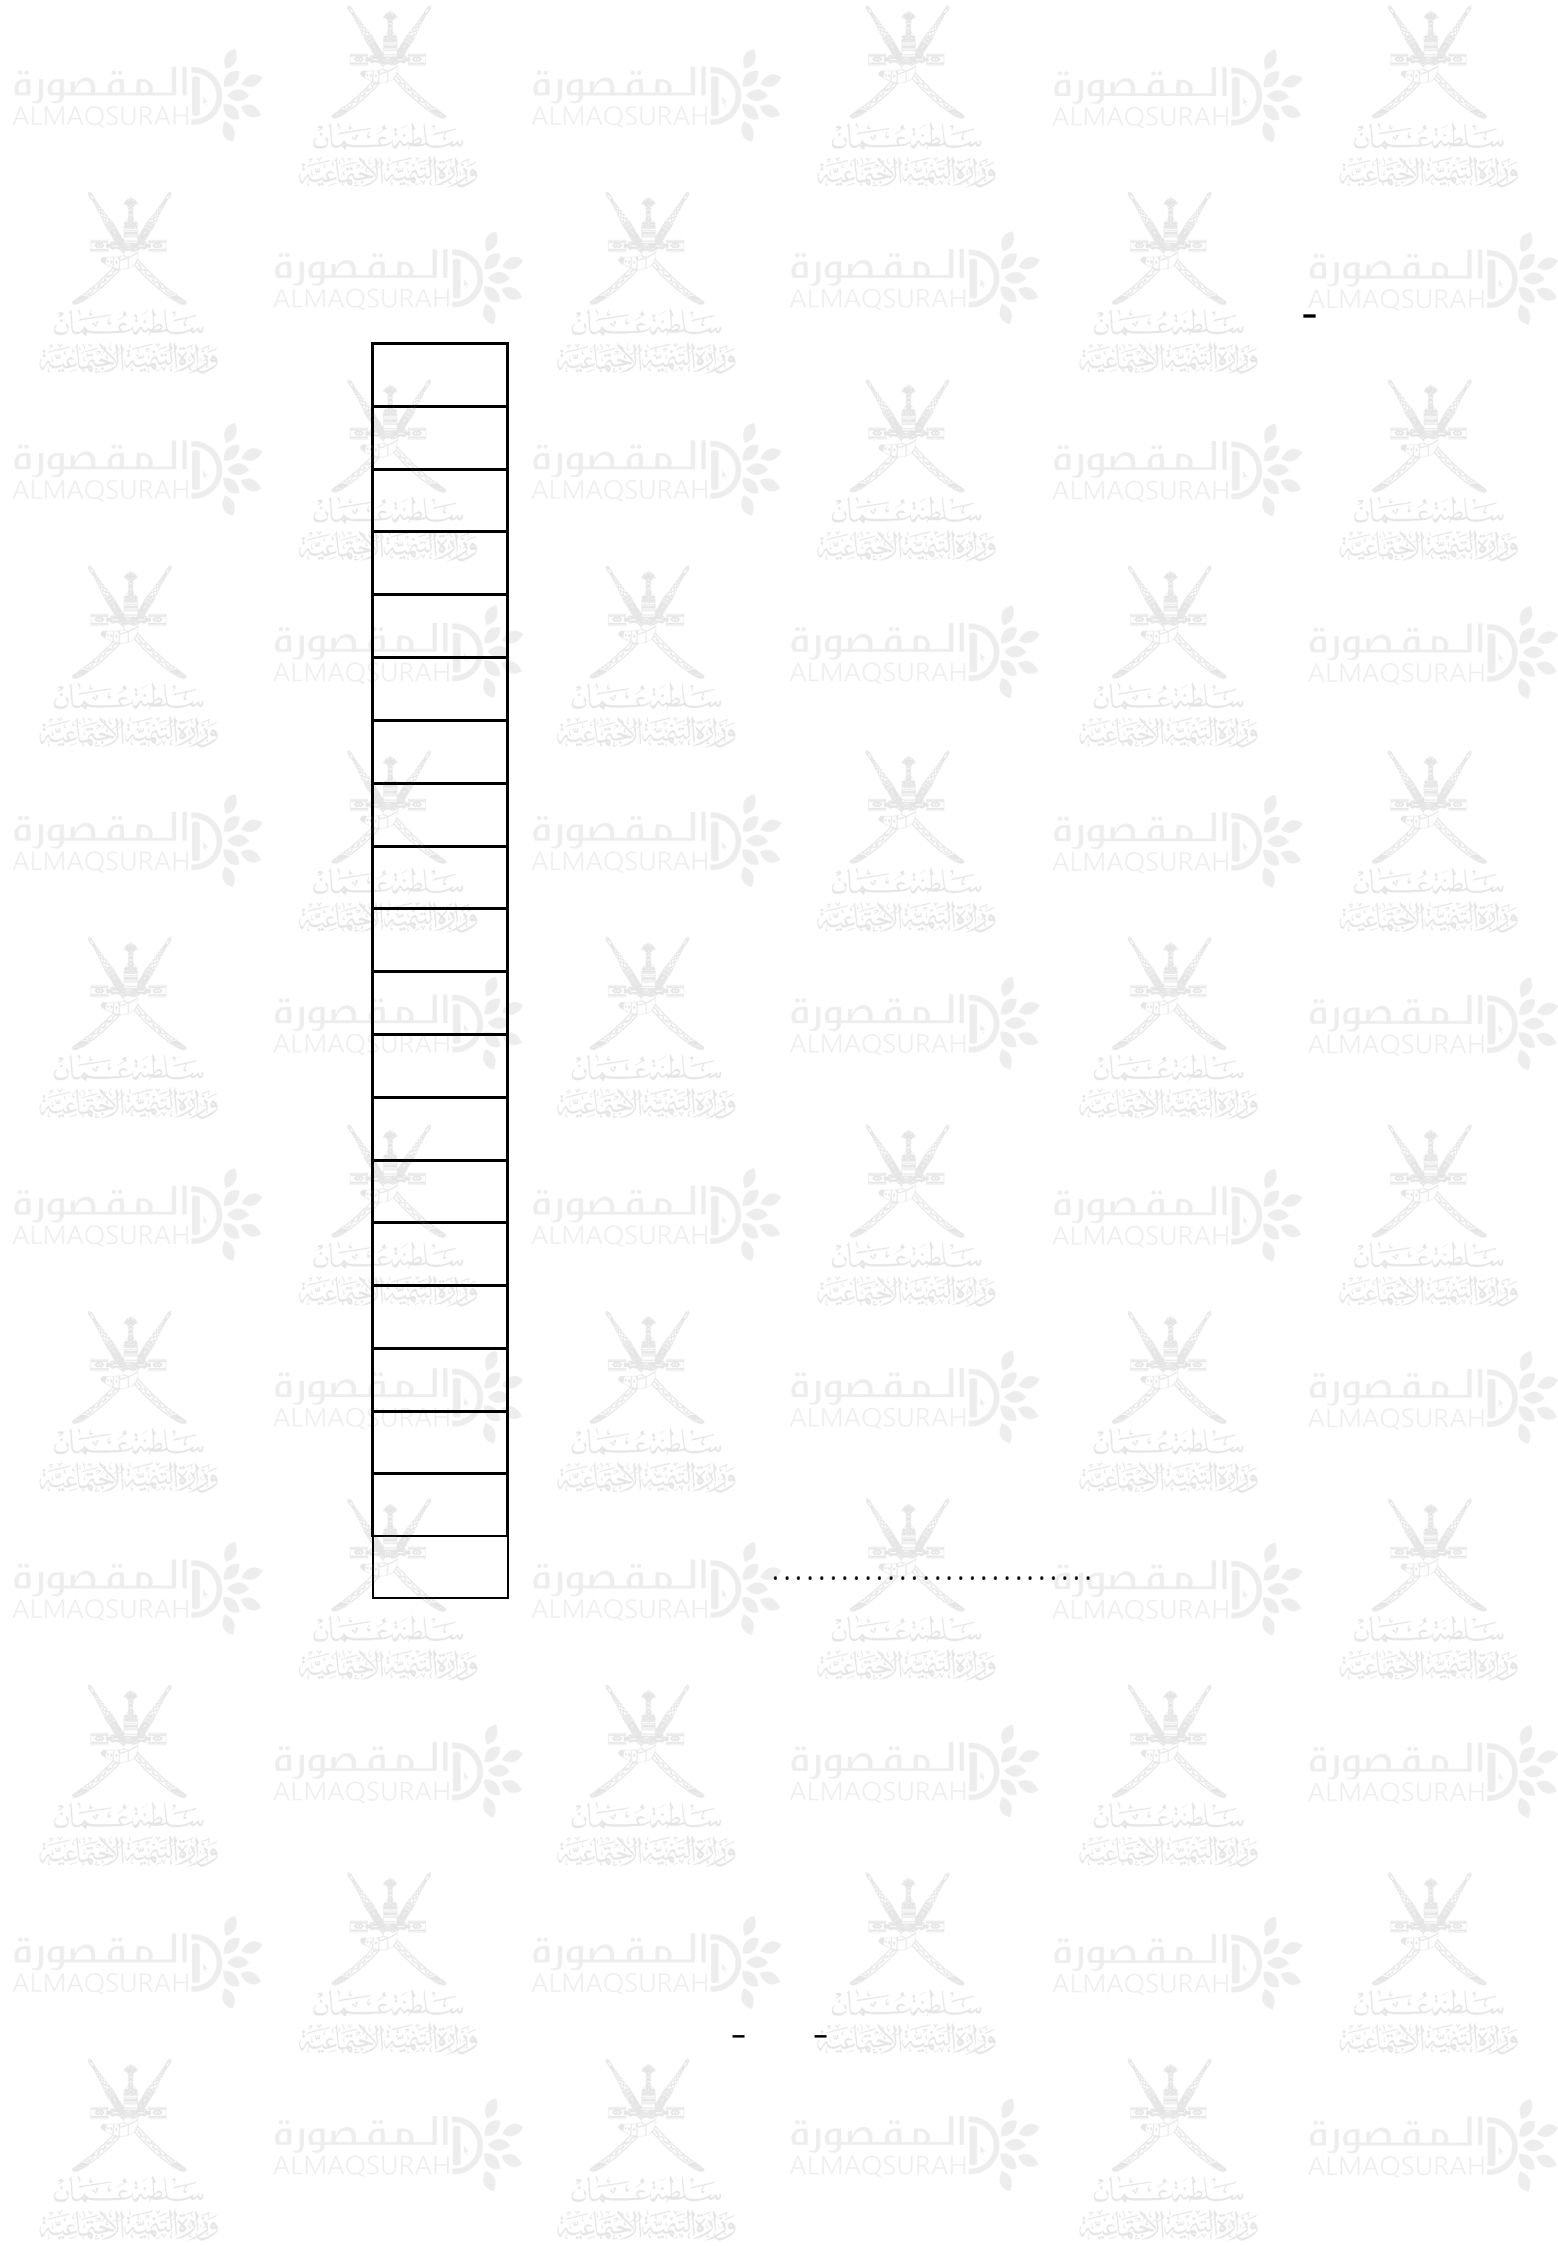 المقصورة
ALMAQSURAH
سلطنة عمان
وزارة التنمية الاجتماعية
-
...........................
- -